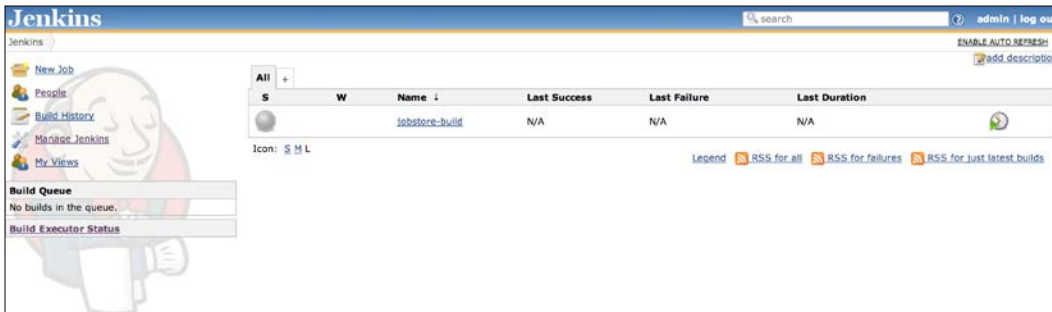 Jenkins
search
admin | log ou
Jenkins
ENABLE AUTO REFRESH
add descriptio
New Job
People
Build History
Manage Jenkins
My Views
All +
S W Name ↓ Last Success Last Failure Last Duration
jobstore-build N/A N/A N/A
Icon: S M L
Legend RSS for all RSS for failures RSS for just latest builds
Build Queue
No builds in the queue.
Build Executor Status